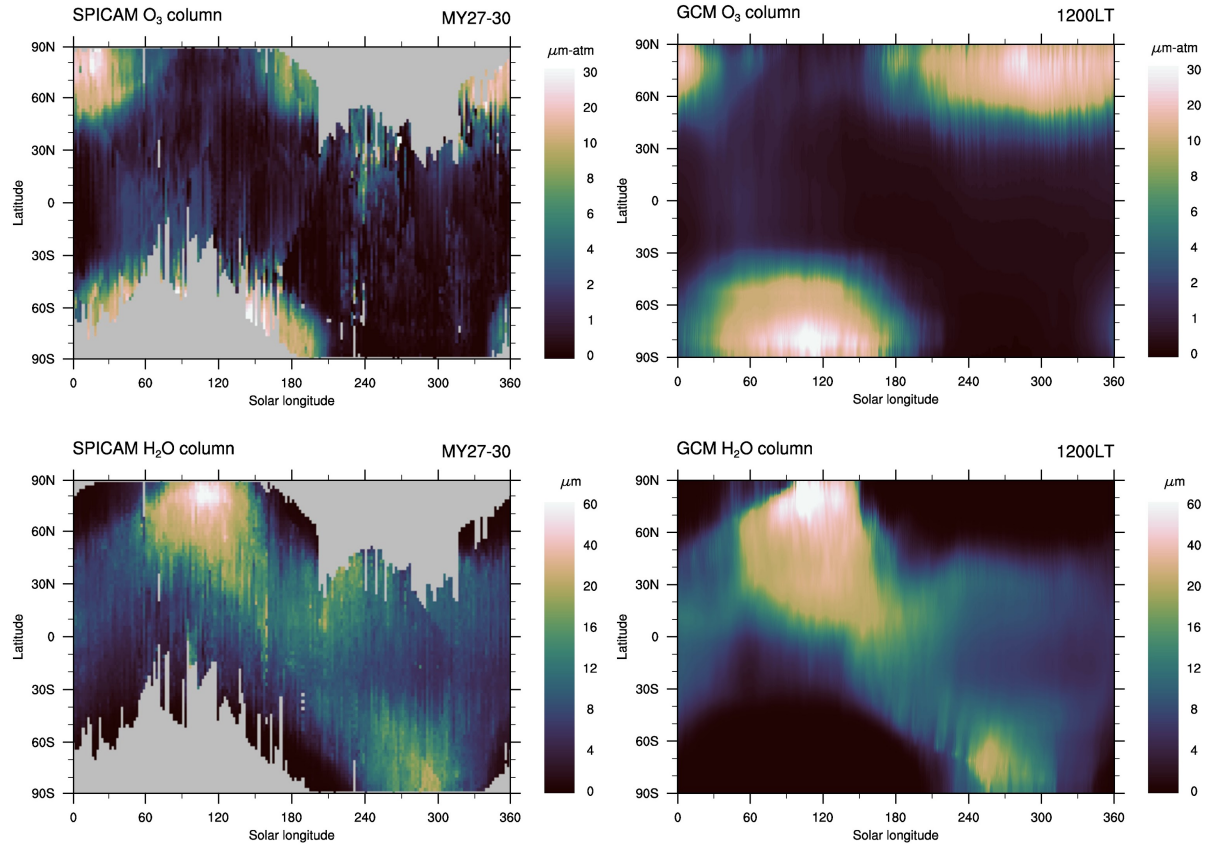 SPICAM O₃ column
MY27-30
μm-atm
90N
60N
30N
0
30S
60S
90S
Latitude
0 60 120 180 240 300 360
Solar longitude
30
20
10
8
6
4
2
1
0
GCM O₃ column
1200LT
μm-atm
90N
60N
30N
0
30S
60S
90S
Latitude
0 60 120 180 240 300 360
Solar longitude
30
20
10
8
6
4
2
1
0
SPICAM H₂O column
MY27-30
μm
90N
60N
30N
0
30S
60S
90S
Latitude
0 60 120 180 240 300 360
Solar longitude
60
40
20
16
12
8
4
0
GCM H₂O column
1200LT
μm
90N
60N
30N
0
30S
60S
90S
Latitude
0 60 120 180 240 300 360
Solar longitude
60
40
20
16
12
8
4
0